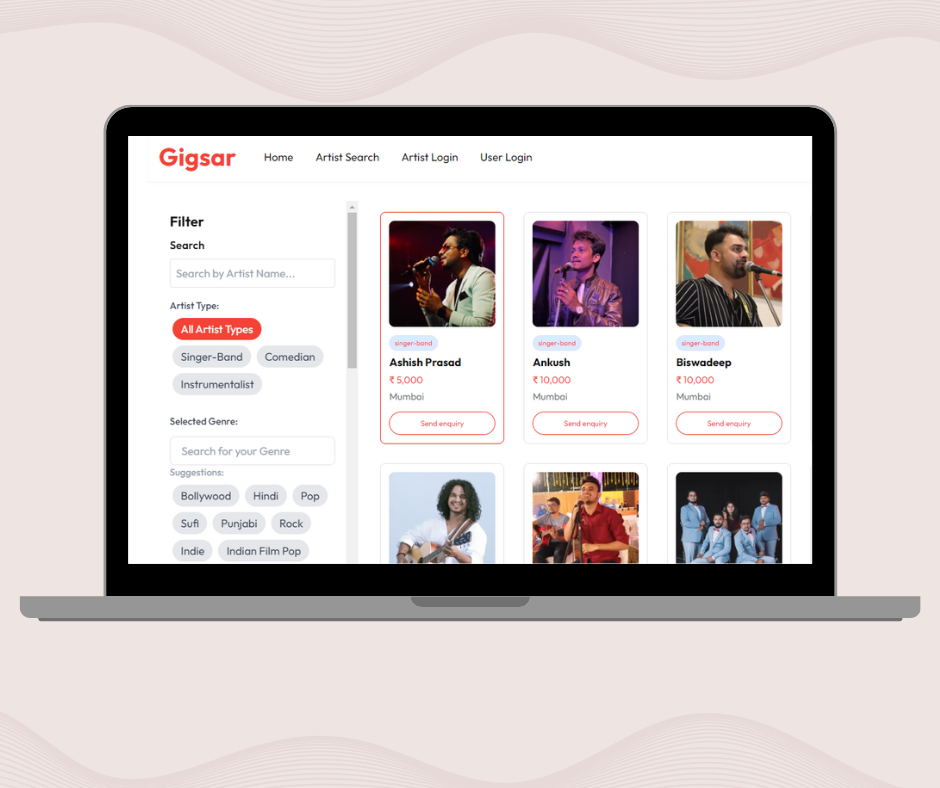 Gigsar
Home Artist Search Artist Login User Login
Filter
Search
Search by Artist Name...
Artist Type:
All Artist Types
Singer-Band Comedian
Instrumentalist
Selected Genre:
Search for your Genre
Suggestions:
Bollywood Hindi Pop
Sufi Punjabi Rock
Indie Indian Film Pop
singer-band
Ashish Prasad
₹ 5,000
Mumbai
Send enquiry
singer-band
Ankush
₹ 10,000
Mumbai
Send enquiry
singer-band
Biswadeep
₹ 10,000
Mumbai
Send enquiry